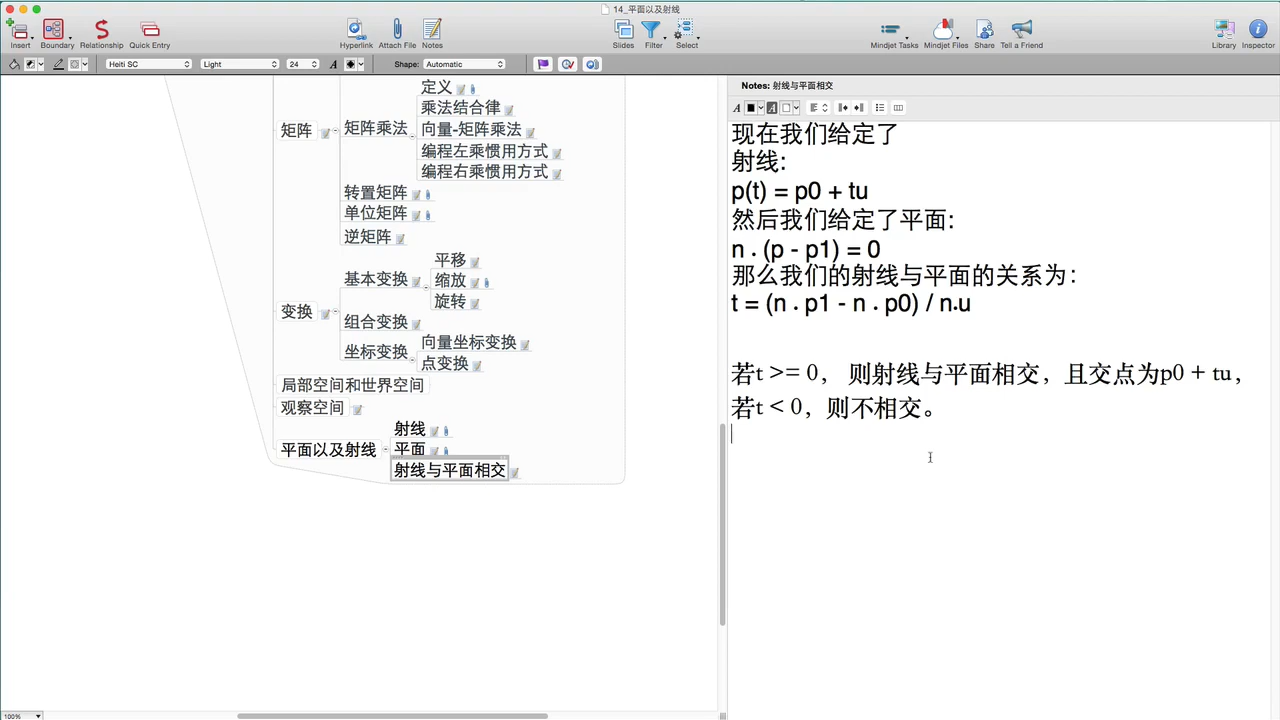 14_平面以及射线
Insert
Boundary
Relationship
Quick Entry
Hyperlink
Attach File
Notes
Slides
Filter
Select
Mindjet Tasks
Mindjet Files
Share
Tell a Friend
Library
Inspector
Heiti SC
Light
24
A
Shape:
Automatic
Notes: 射线与平面相交
A
A
定义
乘法结合律
矩阵
矩阵乘法
向量-矩阵乘法
编程左乘惯用方式
编程右乘惯用方式
转置矩阵
单位矩阵
逆矩阵
平移
基本变换
缩放
旋转
变换
组合变换
向量坐标变换
坐标变换
点变换
局部空间和世界空间
观察空间
射线
平面以及射线
平面
射线与平面相交
现在我们给定了
射线:
p(t) = p0 + tu
然后我们给定了平面:
n . (p - p1) = 0
那么我们的射线与平面的关系为:
t = (n . p1 - n . p0) / n.u
若t >= 0， 则射线与平面相交，且交点为p0 + tu，
若t < 0，则不相交。
100%